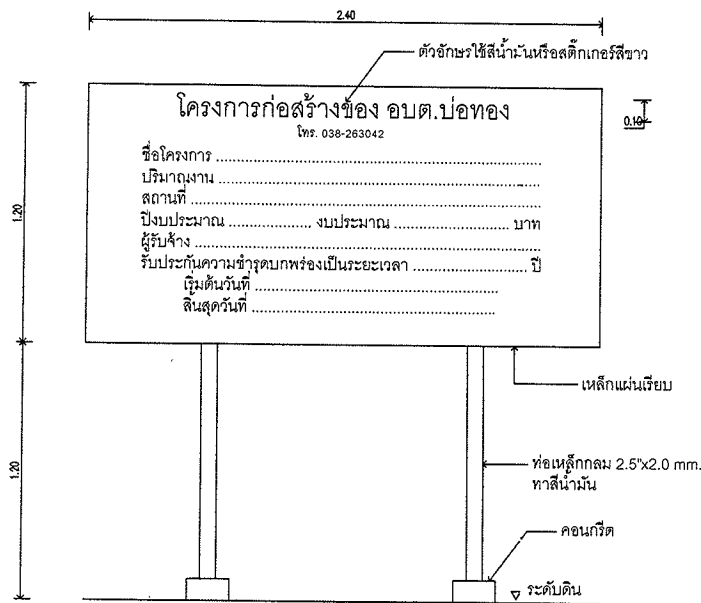 2.40
ตัวอักษรใช้สีน้ำมันหรือสติ๊กเกอร์สีขาว
โครงการก่อสร้างของ อบต.บ่อทอง
0.10
โทร. 038-263042
ชื่อโครงการ ........................................
ปริมาณงาน ........................................
สถานที่ ........................................
1.20
ปีงบประมาณ .................... งบประมาณ ........................... บาท
ผู้รับจ้าง ........................................
รับประกันความชำรุดบกพร่องเป็นระยะเวลา ........................... ปี
เริ่มต้นวันที่ ........................................
สิ้นสุดวันที่ ........................................
เหล็กแผ่นเรียบ
1.20
ท่อเหล็กกลม 2.5"x2.0 mm.
ทาสีน้ำมัน
คอนกรีต
ระดับดิน